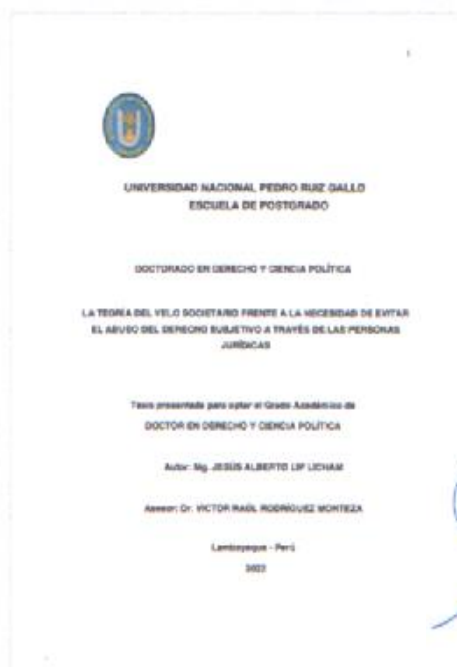 UNIVERSIDAD NACIONAL PEDRO RUIZ GALLO
ESCUELA DE POSTGRADO
DOCTORADO EN DERECHO Y CIENCIA POLÍTICA
LA TEORÍA DEL VELO SOCIETARIO FRENTE A LA NECESIDAD DE EVITAR
EL ABUSO DEL DERECHO SUBJETIVO A TRAVÉS DE LAS PERSONAS
JURÍDICAS
Tesis presentada para optar el Grado Académico de
DOCTOR EN DERECHO Y CIENCIA POLÍTICA
Autor: Mg. JESÚS ALBERTO LIP LICHAM
Asesor: Dr. VICTOR RAÚL RODRÍGUEZ MONTEZA
Lambayeque - Perú